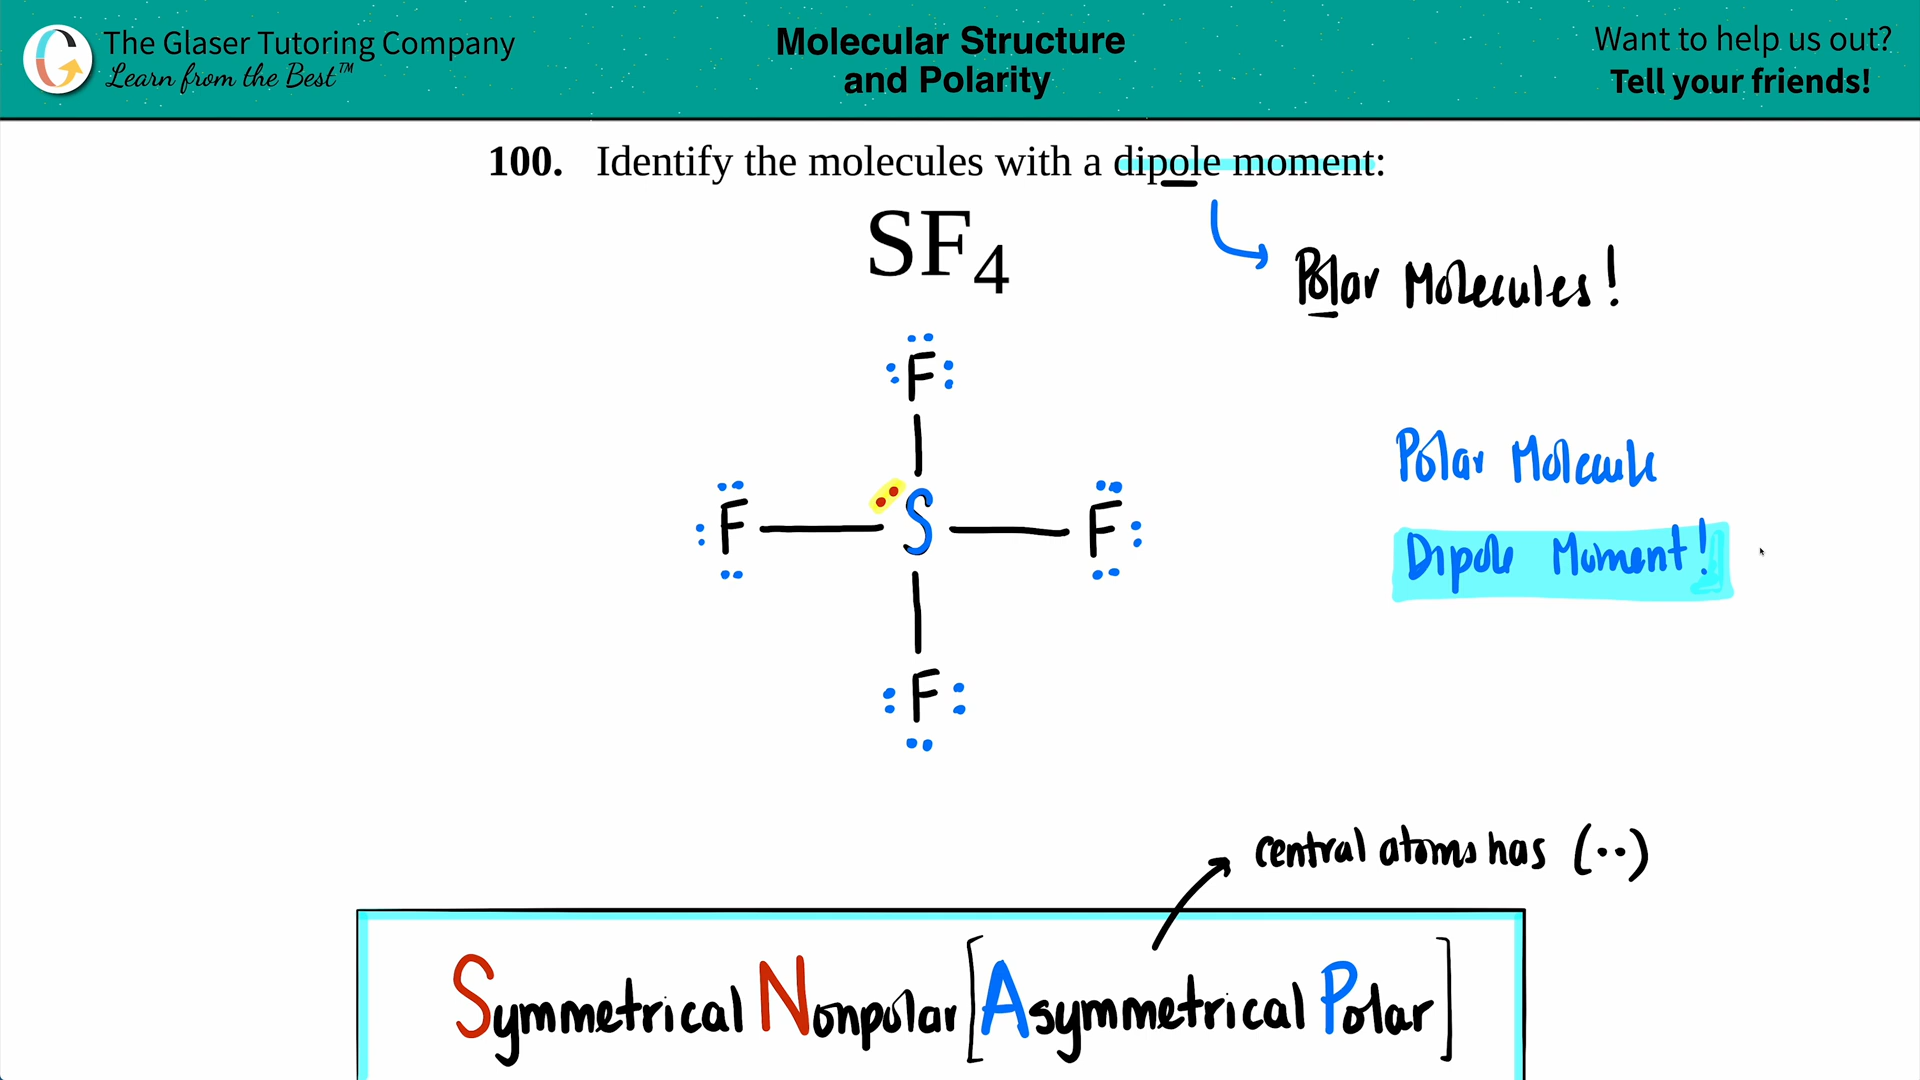 The Glaser Tutoring Company
Learn from the Best™
Molecular Structure
and Polarity
Want to help us out?
Tell your friends!
100. Identify the molecules with a dipole moment:
SF₄
Polar Molecules!
F
F S F
F
Polar Molecule
Dipole Moment!
central atoms has (··)
Symmetrical Nonpolar [Asymmetrical Polar]